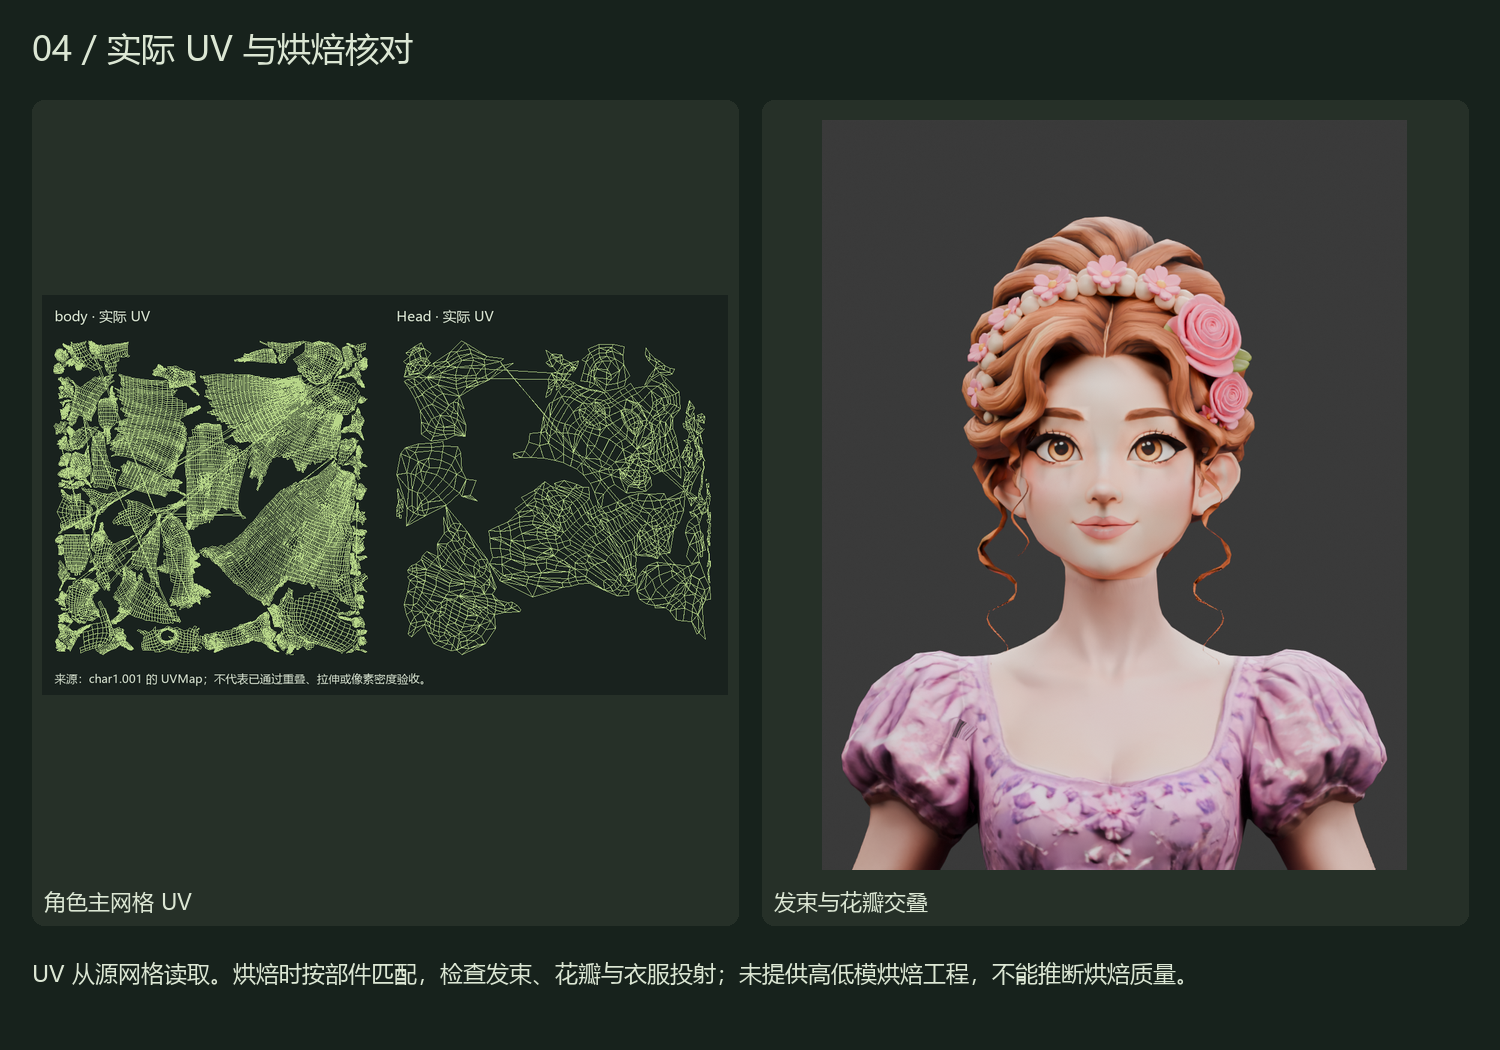 04 / 实际 UV 与烘焙核对
body · 实际 UV
Head · 实际 UV
来源：char1.001 的 UVMap；不代表已通过重叠、拉伸或像素密度验收。
角色主网格 UV
发束与花瓣交叠
UV 从源网格读取。烘焙时按部件匹配，检查发束、花瓣与衣服投射；未提供高低模烘焙工程，不能推断烘焙质量。